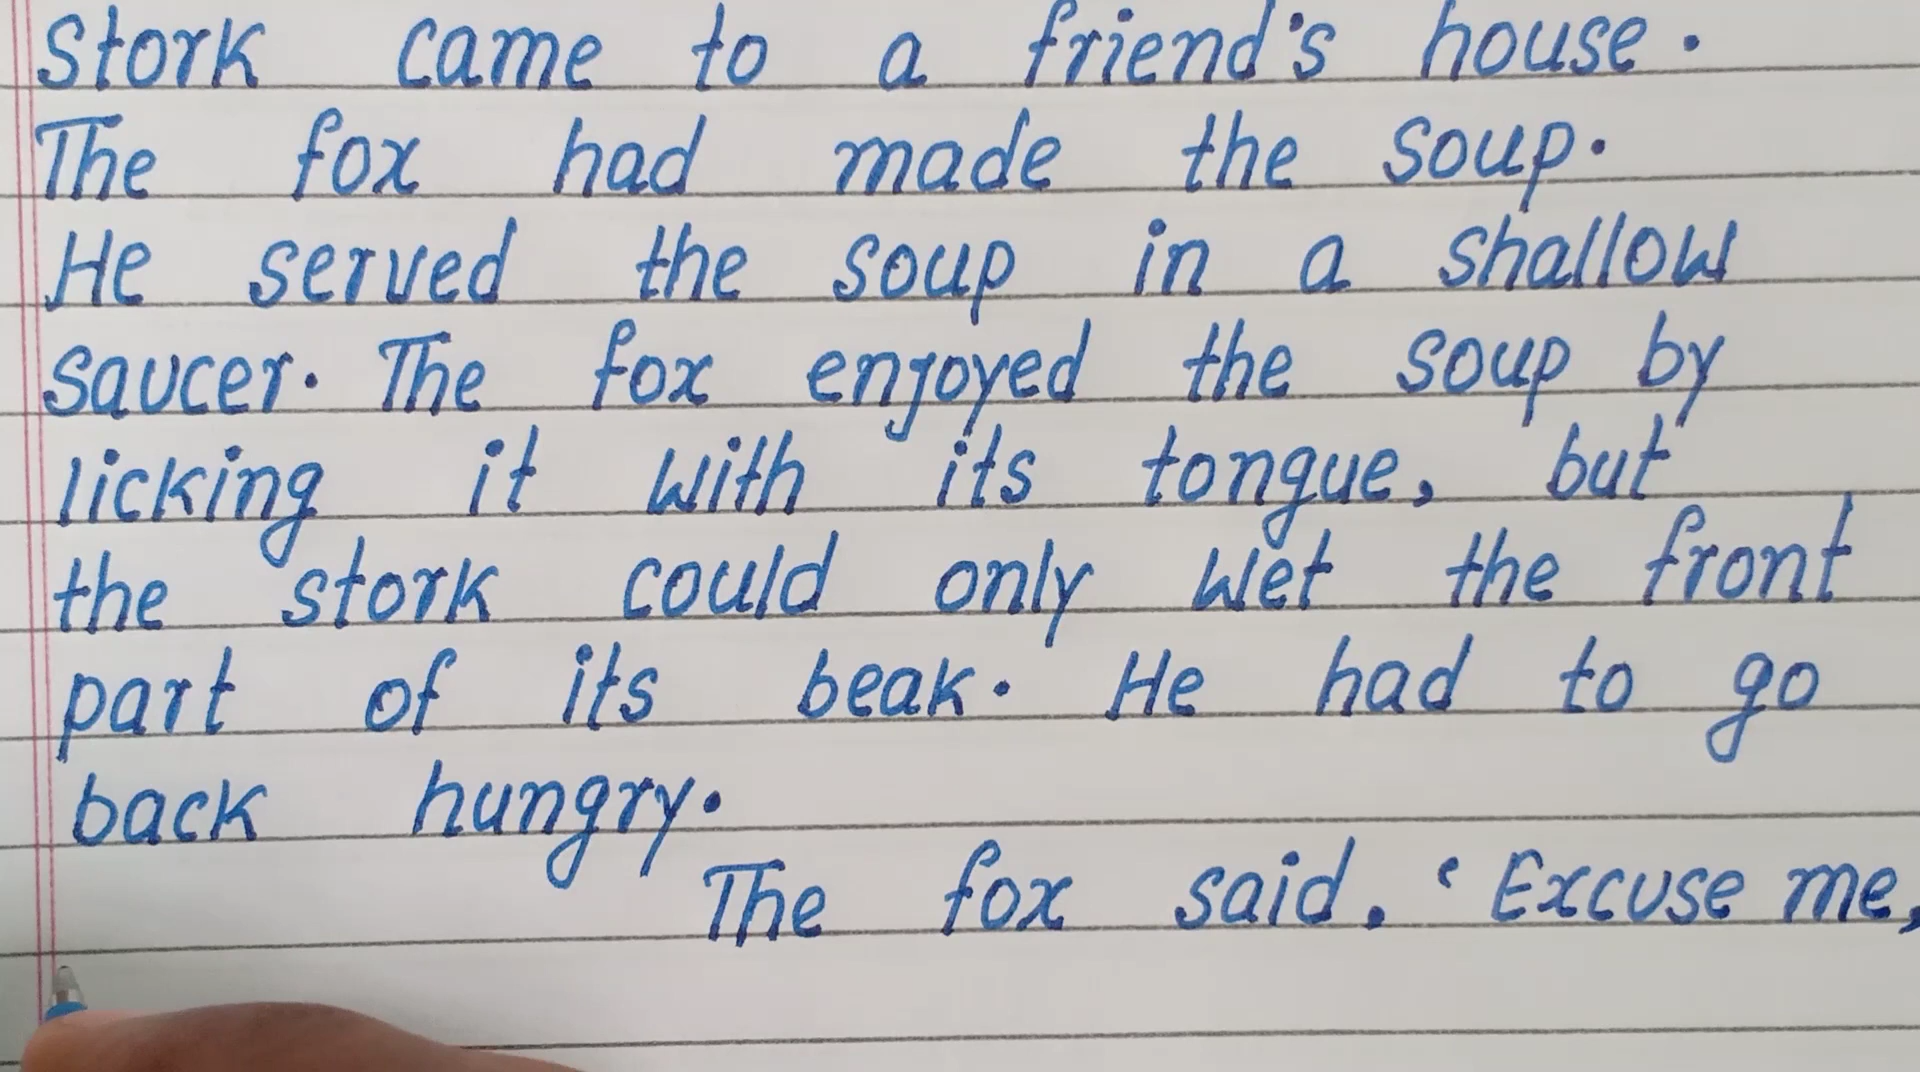 Stork came to a friend's house.
The fox had made the soup.
He served the soup in a shallow
saucer. The fox enjoyed the soup by
licking it with its tongue, but
the stork could only wet the front
part of its beak. He had to go
back hungry.
The fox said. ‘Excuse me,